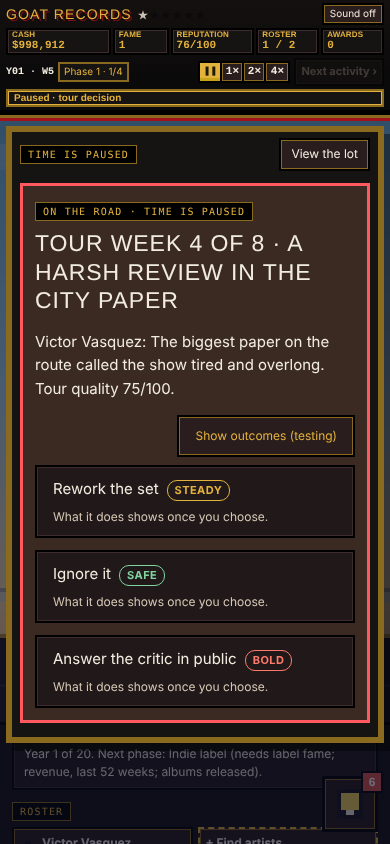 GOAT RECORDS ★
Sound off
CASH
$998,912
FAME
1
REPUTATION
76/100
ROSTER
1 / 2
AWARDS
0
Y01 · W5
Phase 1 · 1/4
1×
2×
4×
Next activity ›
Paused · tour decision
TIME IS PAUSED
View the lot
ON THE ROAD · TIME IS PAUSED
TOUR WEEK 4 OF 8 · A
HARSH REVIEW IN THE
CITY PAPER
Victor Vasquez: The biggest paper on the
route called the show tired and overlong.
Tour quality 75/100.
Show outcomes (testing)
Rework the set STEADY
What it does shows once you choose.
Ignore it SAFE
What it does shows once you choose.
Answer the critic in public BOLD
What it does shows once you choose.
Year 1 of 20. Next phase: Indie label (needs label fame;
revenue, last 52 weeks; albums released).
6
ROSTER
Victor Vasquez
+ Find artists